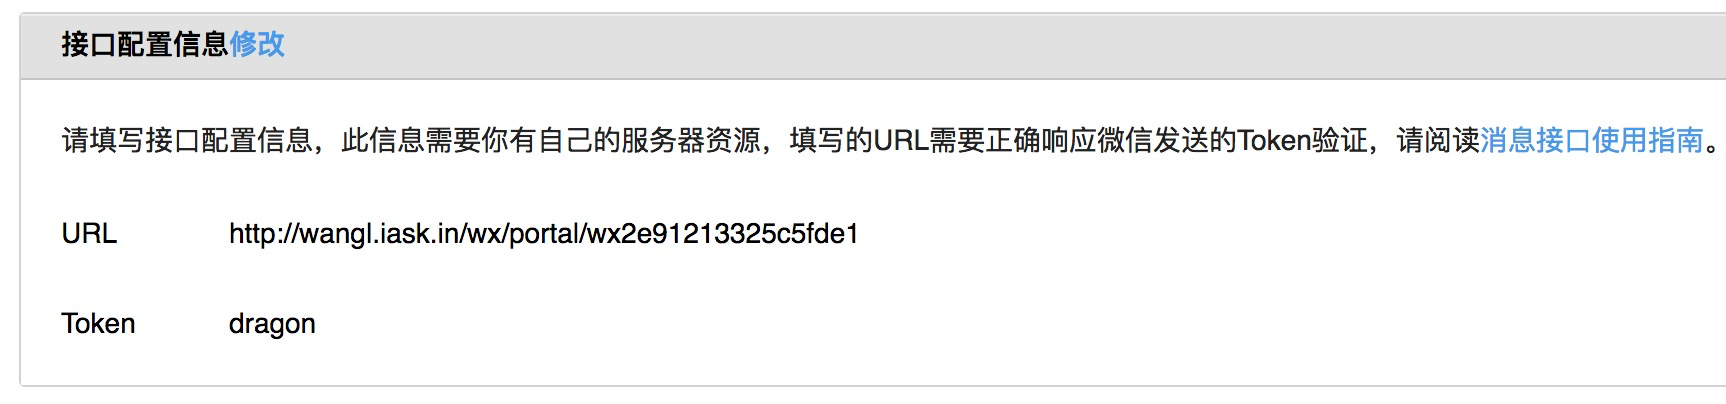 接口配置信息修改
请填写接口配置信息，此信息需要你有自己的服务器资源，填写的URL需要正确响应微信发送的Token验证，请阅读消息接口使用指南。
URL http://wangl.iask.in/wx/portal/wx2e91213325c5fde1
Token dragon